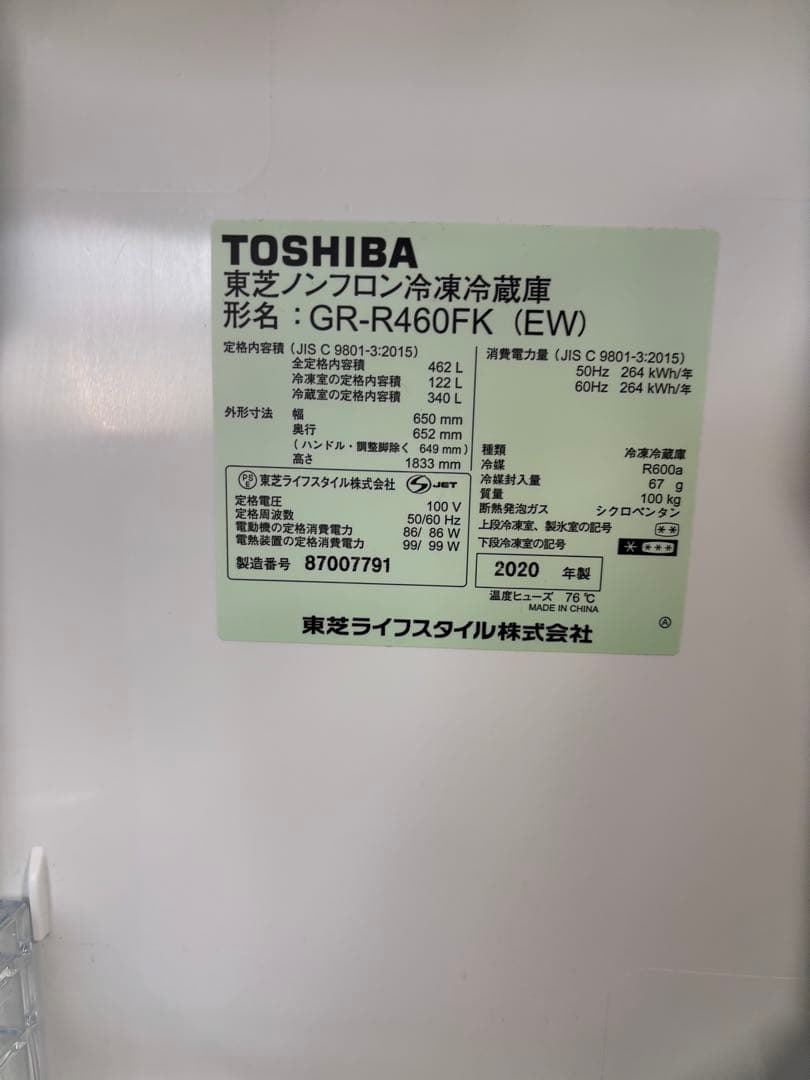 TOSHIBA
東芝ノンフロン冷凍冷蔵庫
形名：GR-R460FK (EW)
定格内容積 (JIS C 9801-3:2015)
全定格内容積 462 L
冷凍室の定格内容積 122 L
冷蔵室の定格内容積 340 L
外形寸法 幅 650 mm
奥行 652 mm
(ハンドル・調整脚除く 649 mm)
高さ 1833 mm
消費電力量 (JIS C 9801-3:2015)
50Hz 264 kWh/年
60Hz 264 kWh/年
種類 冷凍冷蔵庫
冷媒 R600a
冷媒封入量 67 g
質量 100 kg
断熱発泡ガス シクロペンタン
上段冷凍室、製氷室の記号 **
下段冷凍室の記号 * ***
PSE 東芝ライフスタイル株式会社 JET
定格電圧 100 V
定格周波数 50/60 Hz
電動機の定格消費電力 86/ 86 W
電熱装置の定格消費電力 99/ 99 W
製造番号 87007791
2020 年製
温度ヒューズ 76 ℃
MADE IN CHINA
東芝ライフスタイル株式会社 Ⓐ